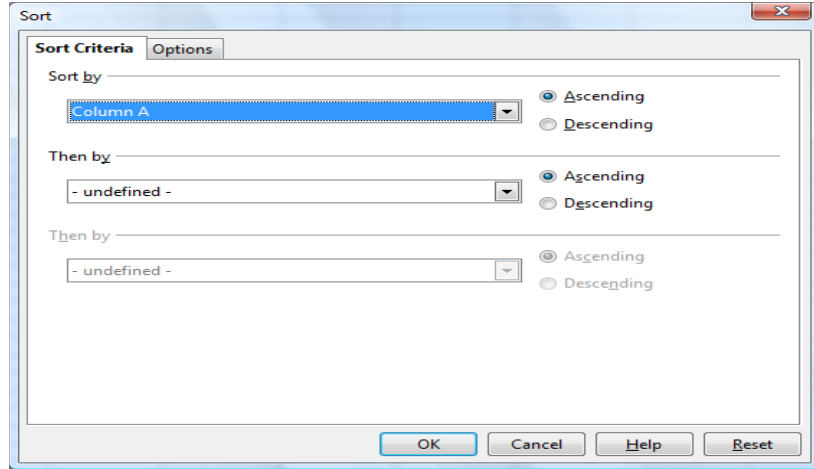 Sort
Sort Criteria Options
Sort by
Column A
Ascending
Descending
Then by
- undefined -
Ascending
Descending
Then by
- undefined -
Ascending
Descending
OK Cancel Help Reset